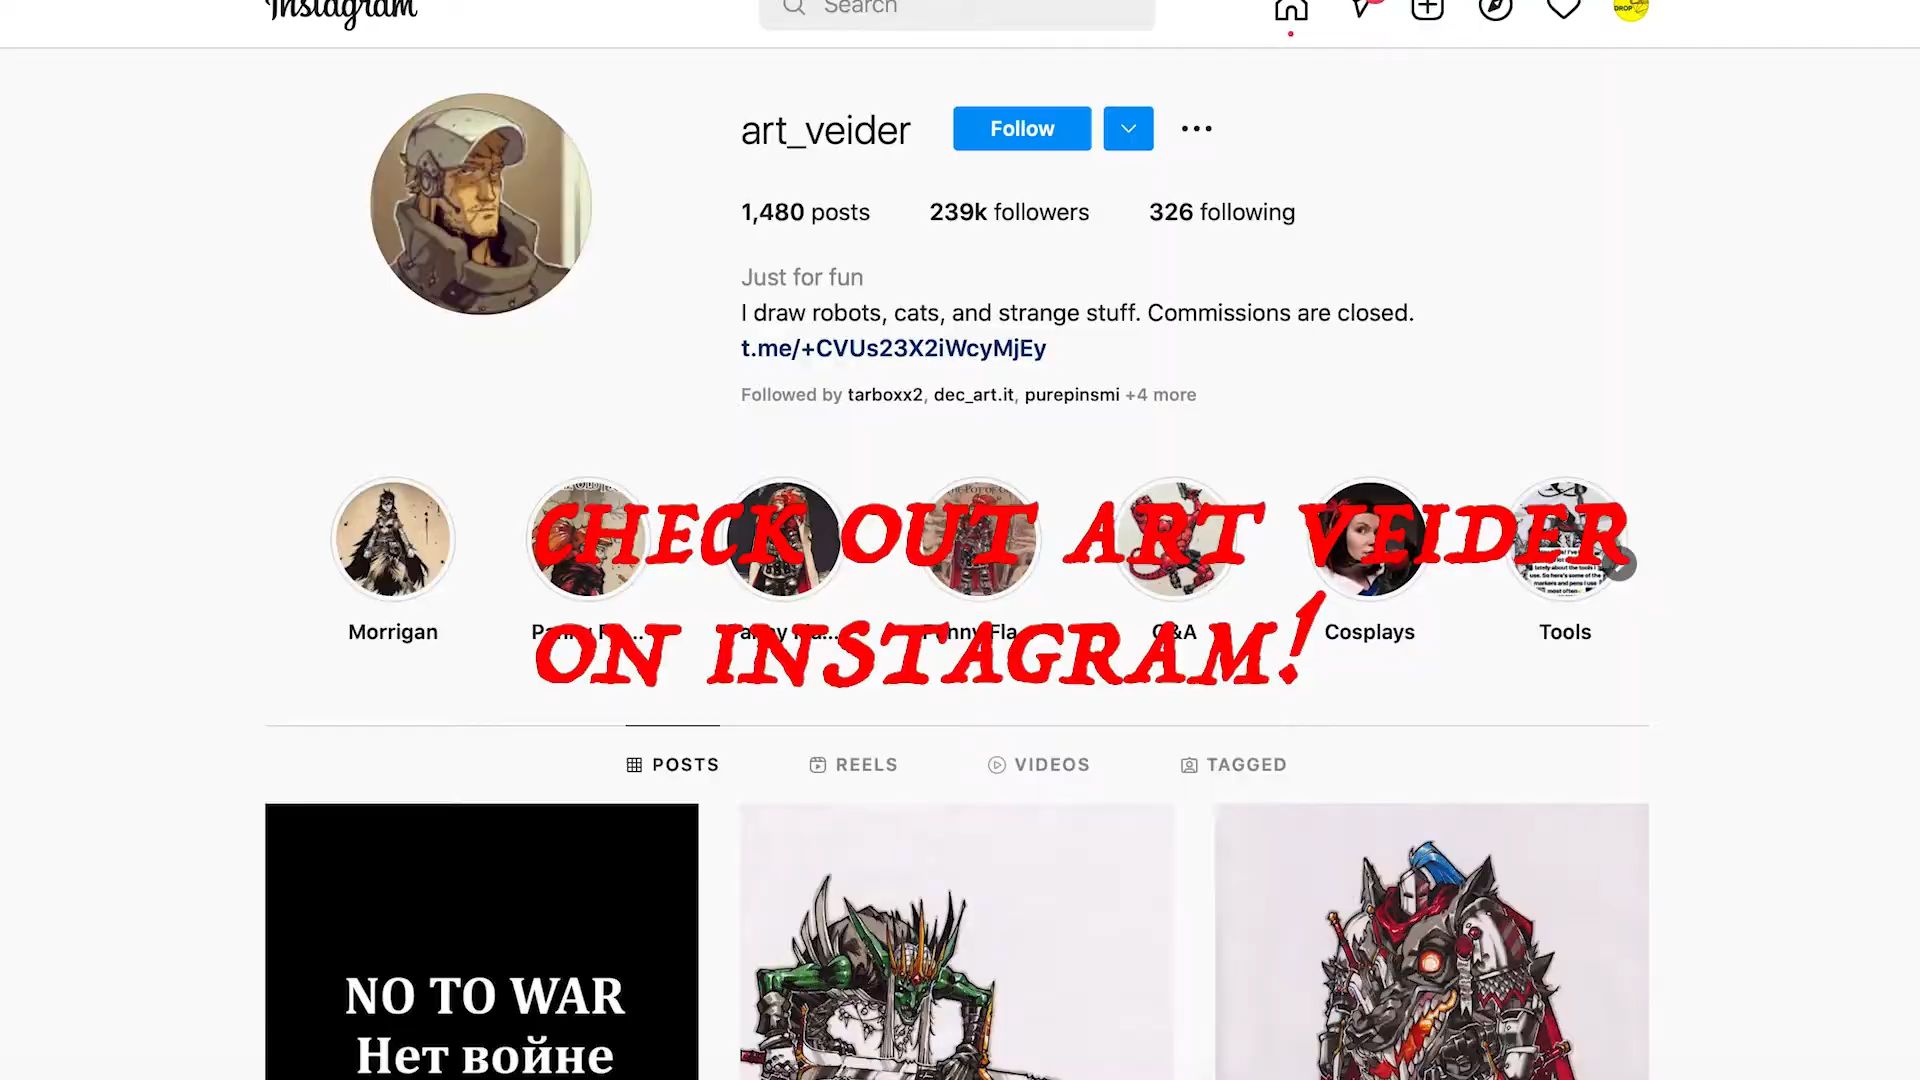 Instagram
Search
art_veider
Follow
1,480 posts 239k followers 326 following
Just for fun
I draw robots, cats, and strange stuff. Commissions are closed.
t.me/+CVUs23X2iWcyMjEy
Followed by tarboxx2, dec_art.it, purepinsmi +4 more
CHECK OUT ART VEIDER
ON INSTAGRAM!
Morrigan
Q&A
Cosplays
Tools
POSTS
REELS
VIDEOS
TAGGED
NO TO WAR
Нет войне